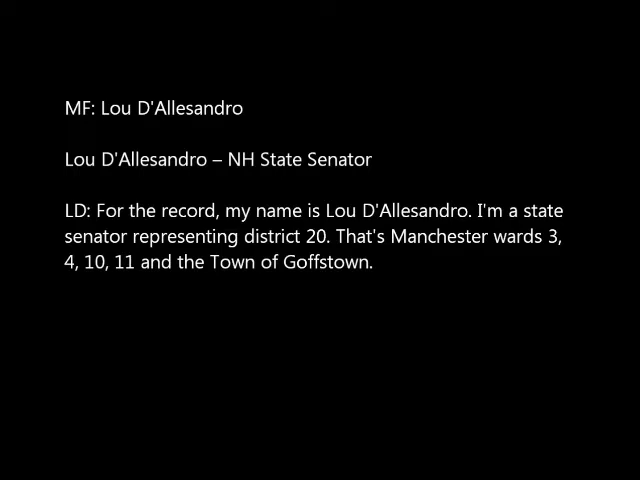 MF: Lou D'Allesandro
Lou D'Allesandro – NH State Senator
LD: For the record, my name is Lou D'Allesandro. I'm a state
senator representing district 20. That's Manchester wards 3,
4, 10, 11 and the Town of Goffstown.